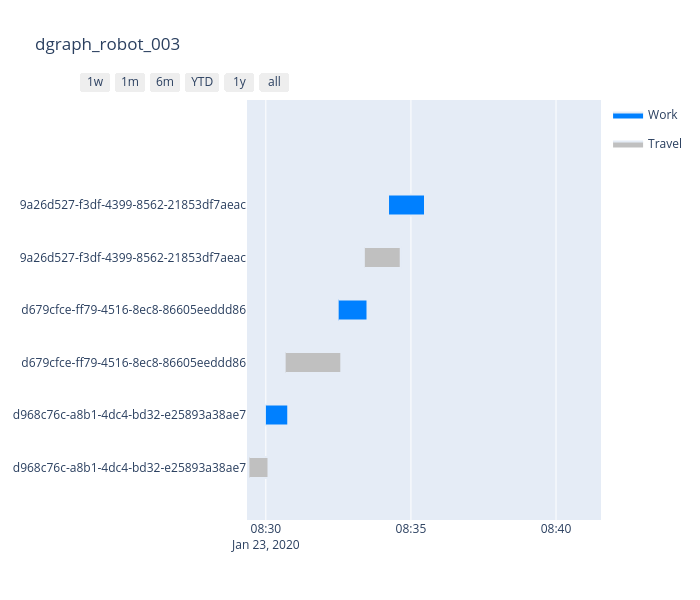 dgraph_robot_003
1w 1m 6m YTD 1y all
Work
Travel
9a26d527-f3df-4399-8562-21853df7aeac
9a26d527-f3df-4399-8562-21853df7aeac
d679cfce-ff79-4516-8ec8-86605eeddd86
d679cfce-ff79-4516-8ec8-86605eeddd86
d968c76c-a8b1-4dc4-bd32-e25893a38ae7
d968c76c-a8b1-4dc4-bd32-e25893a38ae7
08:30 08:35 08:40
Jan 23, 2020